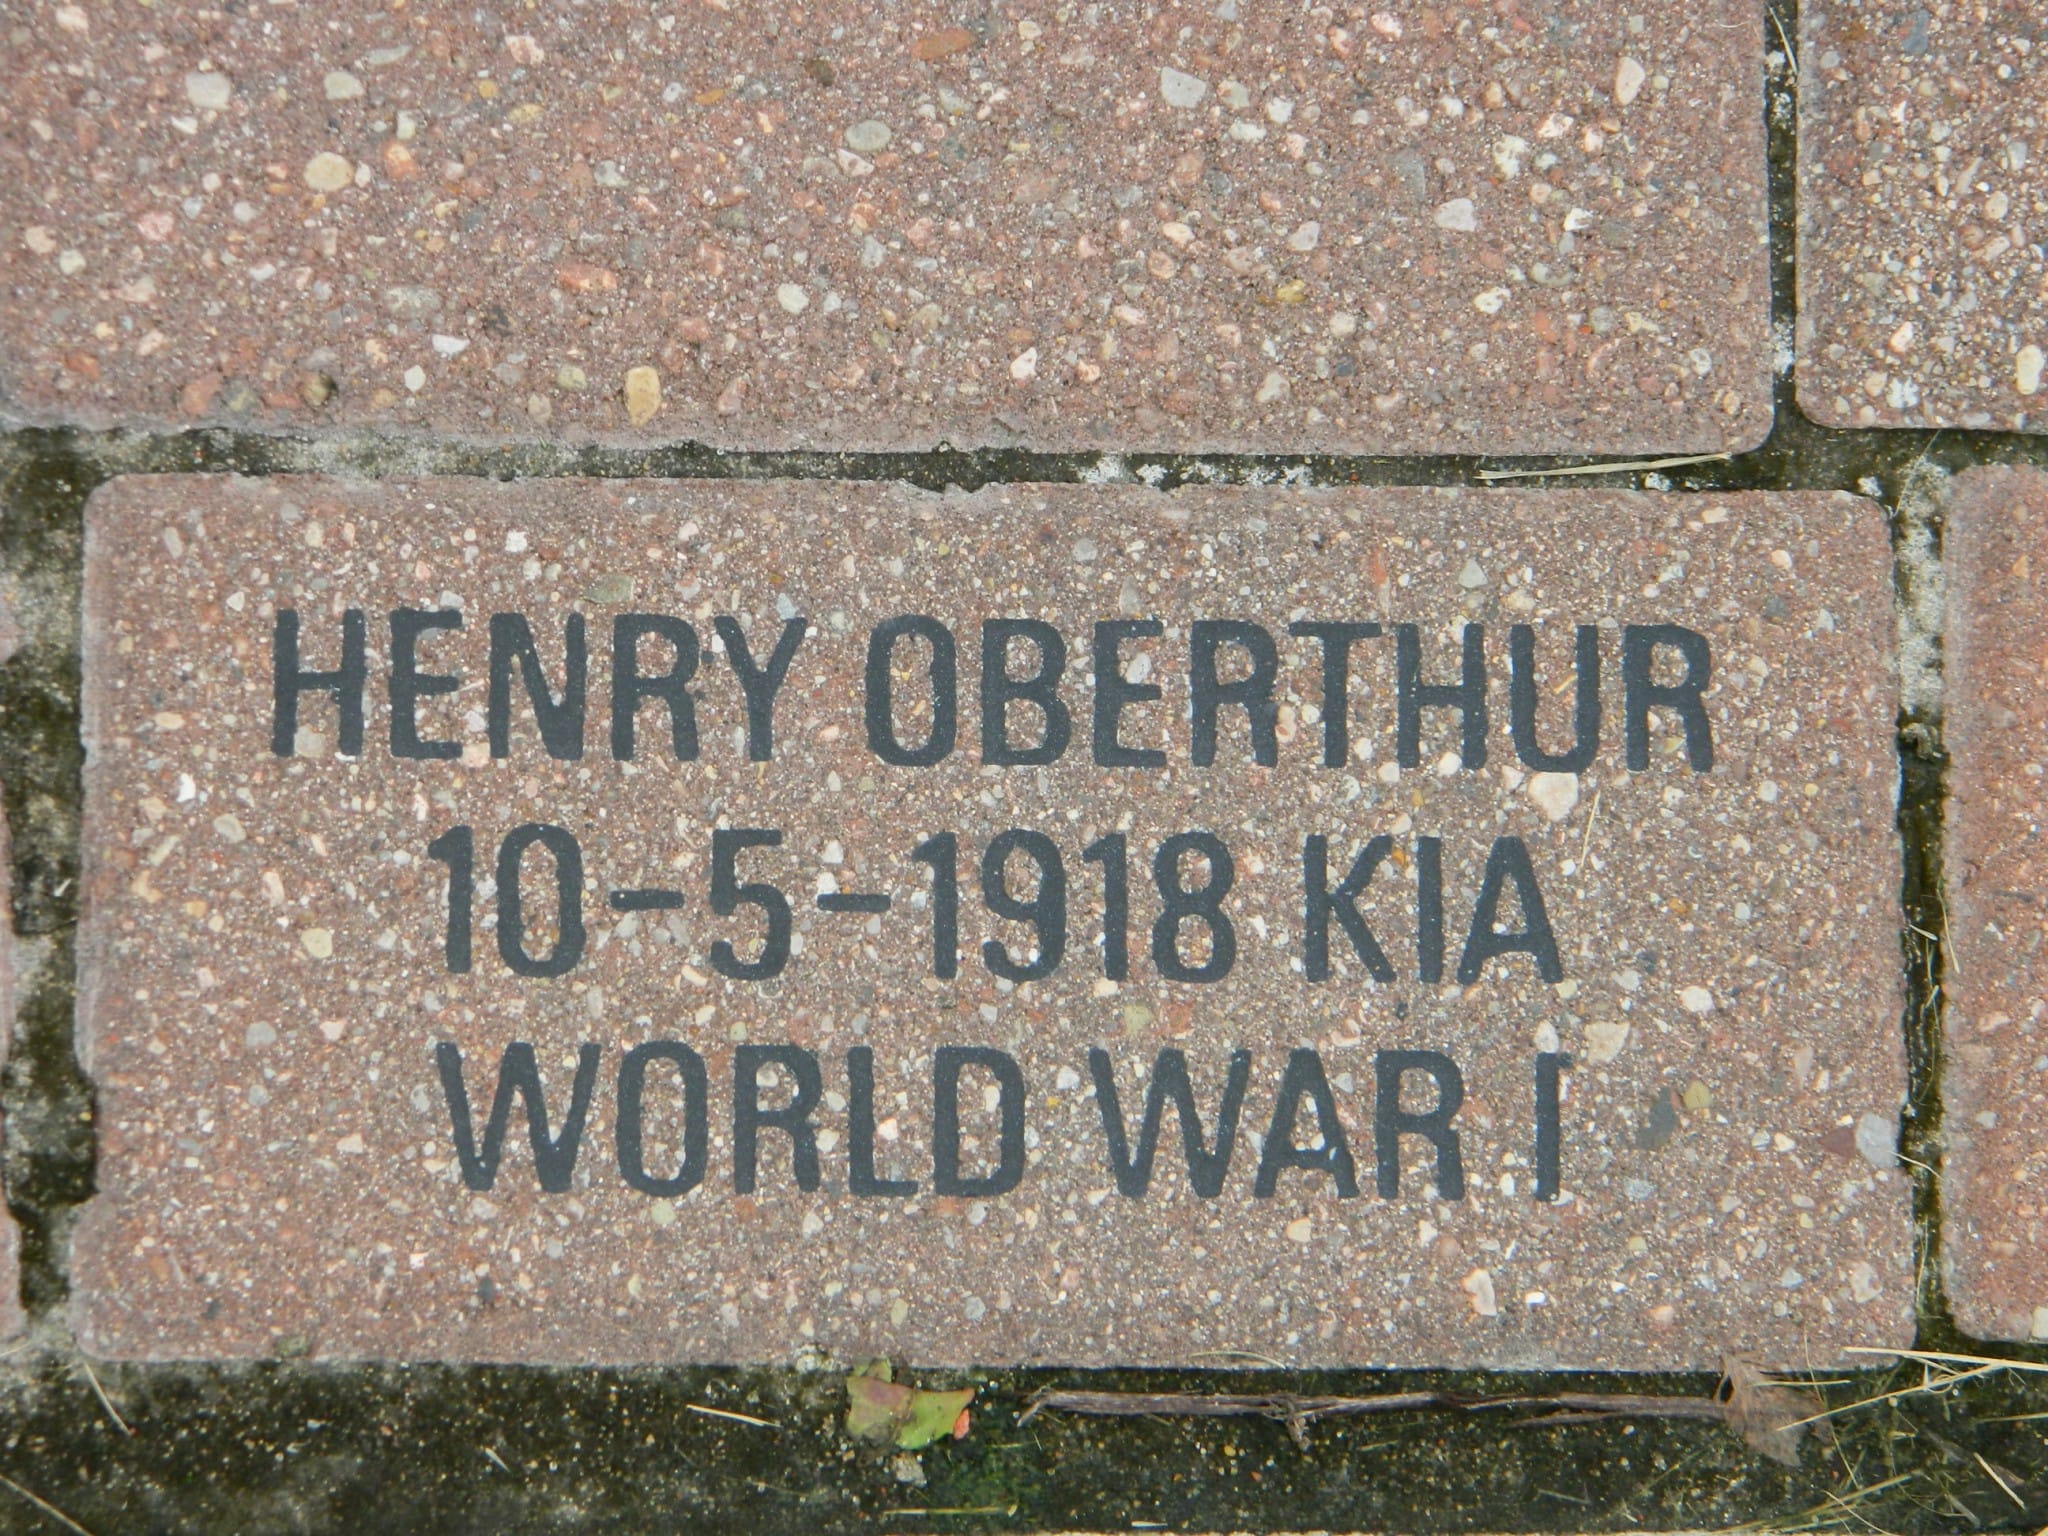 HENRY OBERTHUR
10-5-1918 KIA
WORLD WAR I